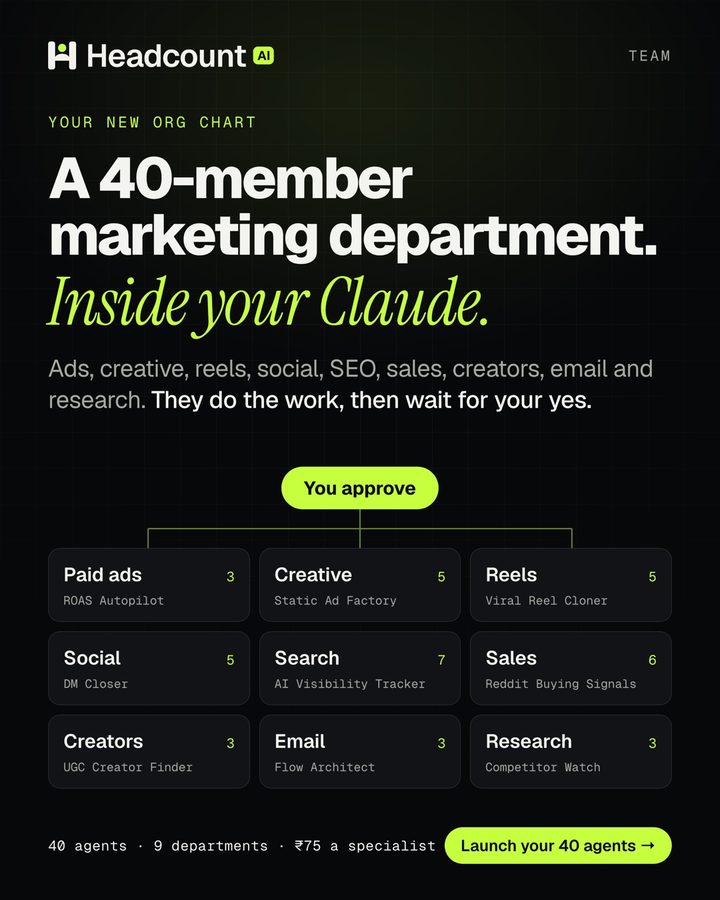 Headcount AI
TEAM
YOUR NEW ORG CHART
A 40-member
marketing department.
Inside your Claude.
Ads, creative, reels, social, SEO, sales, creators, email and
research. They do the work, then wait for your yes.
You approve
Paid ads 3
ROAS Autopilot
Creative 5
Static Ad Factory
Reels 5
Viral Reel Cloner
Social 5
DM Closer
Search 7
AI Visibility Tracker
Sales 6
Reddit Buying Signals
Creators 3
UGC Creator Finder
Email 3
Flow Architect
Research 3
Competitor Watch
40 agents · 9 departments · ₹75 a specialist
Launch your 40 agents →